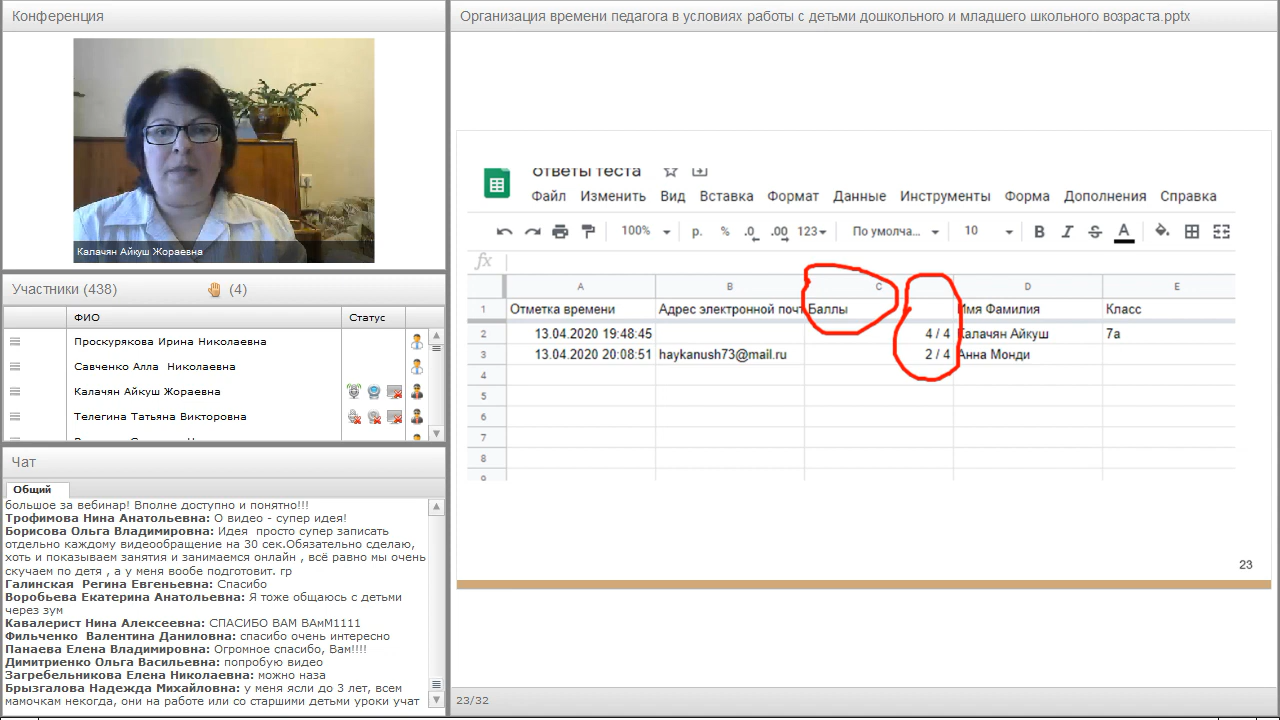 Конференция
Калачян Айкуш Жораевна
Участники (438)
(4)
ФИО Статус
Проскурякова Ирина Николаевна
Савченко Алла Николаевна
Калачян Айкуш Жораевна
Телегина Татьяна Викторовна
Чат
Общий
большое за вебинар! Вполне доступно и понятно!!!
Трофимова Нина Анатольевна: О видео - супер идея!
Борисова Ольга Владимировна: Идея просто супер записать
отдельно каждому видеообращение на 30 сек.Обязательно сделаю,
хоть и показываем занятия и занимаемся онлайн , всё равно мы очень
скучаем по детя , а у меня вообе подготовит. гр
Галинская Регина Евгеньевна: Спасибо
Воробьева Екатерина Анатольевна: Я тоже общаюсь с детьми
через зум
Кавалерист Нина Алексеевна: СПАСИБО ВАМ ВАмМ1111
Фильченко Валентина Даниловна: спасибо очень интересно
Панаева Елена Владимировна: Огромное спасибо, Вам!!!!
Димитриенко Ольга Васильевна: попробую видео
Загребельникова Елена Николаевна: можно наза
Брызгалова Надежда Михайловна: у меня ясли до 3 лет, всем
мамочкам некогда, они на работе или со старшими детьми уроки учат
Организация времени педагога в условиях работы с детьми дошкольного и младшего школьного возраста.pptx
ответы теста
Файл Изменить Вид Вставка Формат Данные Инструменты Форма Дополнения Справка
100% р. % .0 .00 123 По умолча... 10 B I S A
fx
A B C D E
1 Отметка времени Адрес электронной почт Баллы Имя Фамилия Класс
2 13.04.2020 19:48:45 4 / 4 Калачян Айкуш 7а
3 13.04.2020 20:08:51 haykanush73@mail.ru 2 / 4 Анна Монди
4
5
6
7
8
9
23
23/32